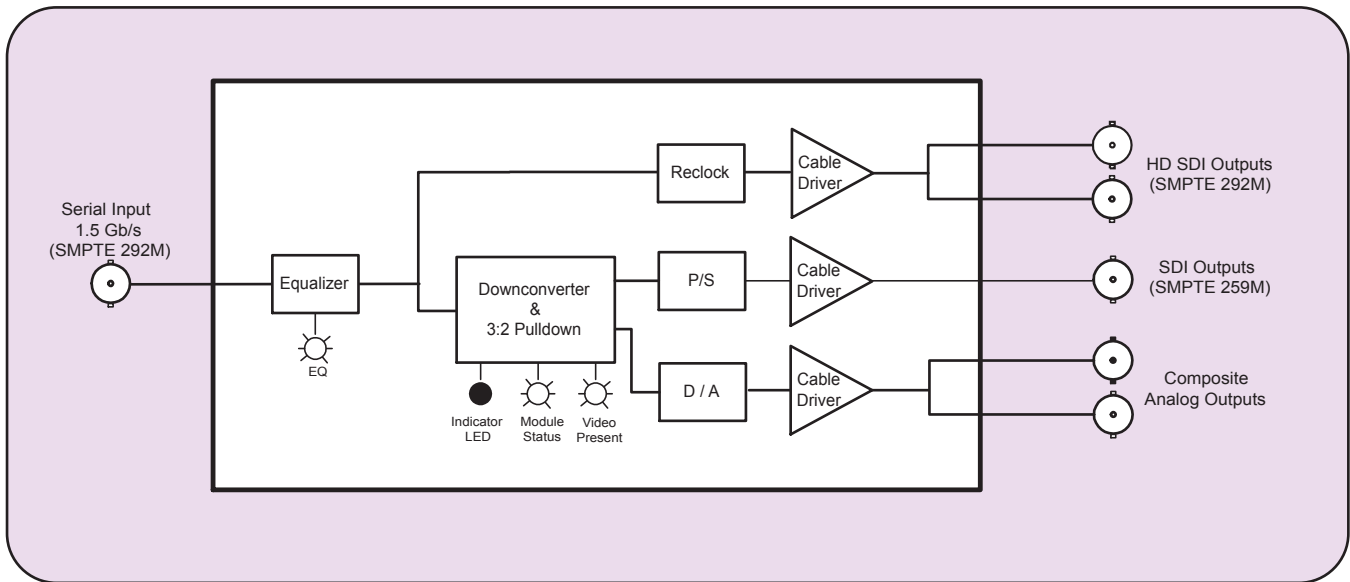 Serial Input
1.5 Gb/s
(SMPTE 292M)
Equalizer
EQ
Downconverter
&
3:2 Pulldown
Indicator
LED
Module
Status
Video
Present
Reclock
Cable
Driver
P/S
Cable
Driver
D / A
Cable
Driver
HD SDI Outputs
(SMPTE 292M)
SDI Outputs
(SMPTE 259M)
Composite
Analog Outputs